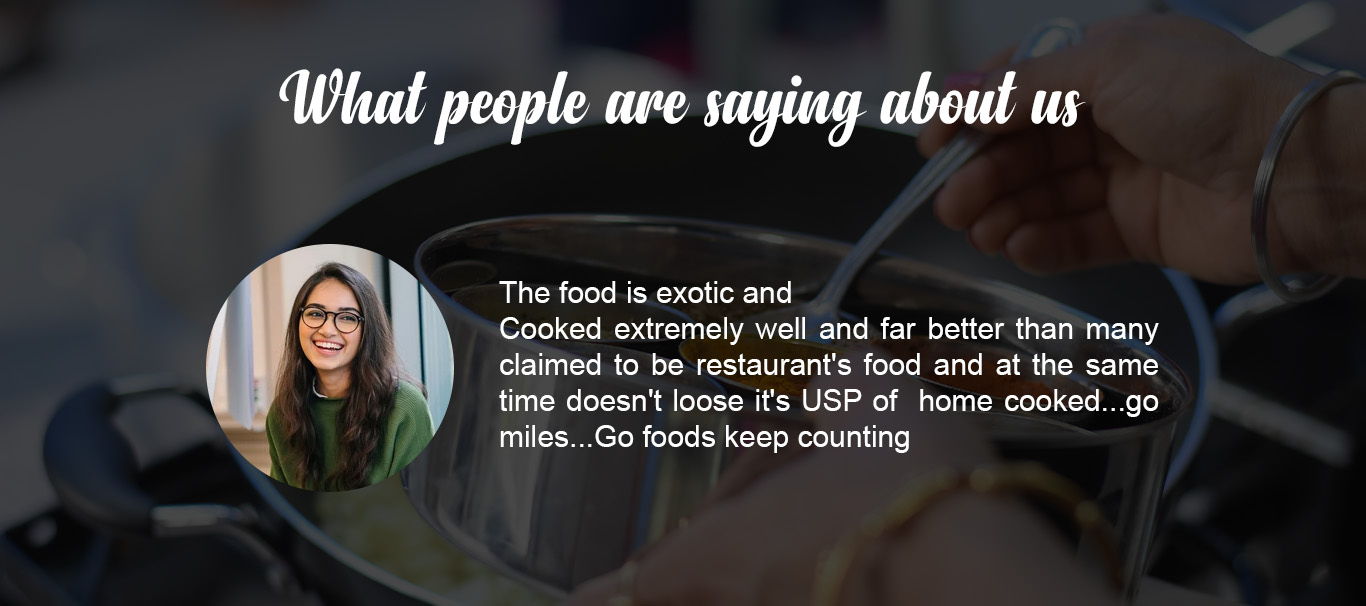 What people are saying about us
The food is exotic and
Cooked extremely well and far better than many
claimed to be restaurant's food and at the same
time doesn't loose it's USP of  home cooked...go
miles...Go foods keep counting